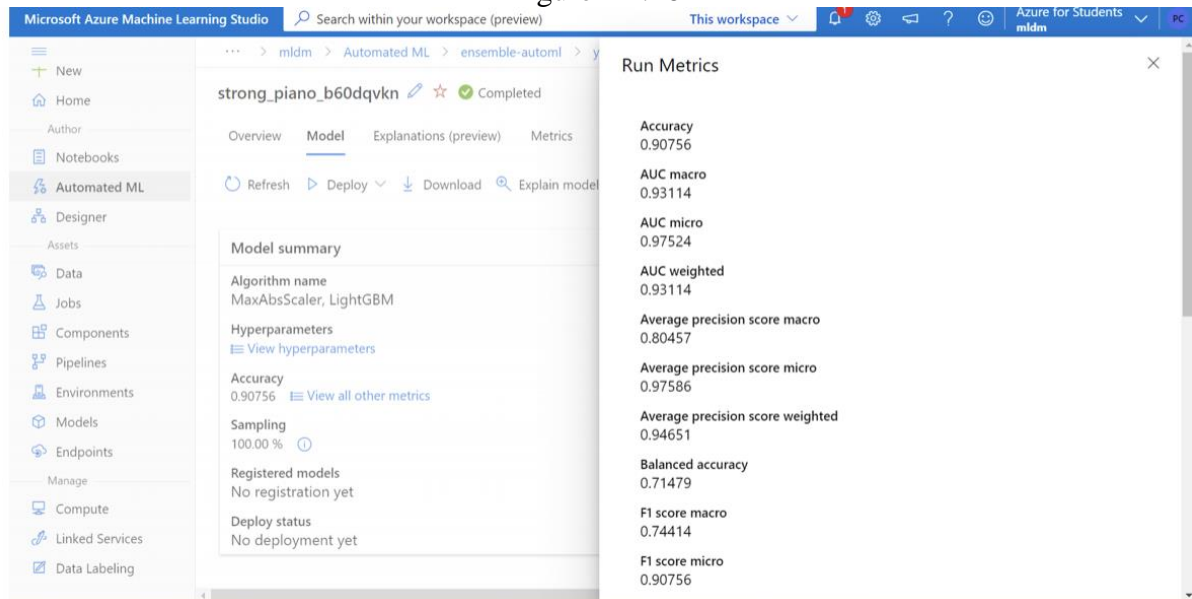 Microsoft Azure Machine Learning Studio
Search within your workspace (preview)
This workspace
1
?
Azure for Students
mldm
PC
New
Home
Author
Notebooks
Automated ML
Designer
Assets
Data
Jobs
Components
Pipelines
Environments
Models
Endpoints
Manage
Compute
Linked Services
Data Labeling
··· > mldm > Automated ML > ensemble-automl > y
strong_piano_b60dqvkn
Completed
Overview Model Explanations (preview) Metrics
Refresh Deploy Download Explain model
Model summary
Algorithm name
MaxAbsScaler, LightGBM
Hyperparameters
View hyperparameters
Accuracy
0.90756 View all other metrics
Sampling
100.00 %
Registered models
No registration yet
Deploy status
No deployment yet
Run Metrics
Accuracy
0.90756
AUC macro
0.93114
AUC micro
0.97524
AUC weighted
0.93114
Average precision score macro
0.80457
Average precision score micro
0.97586
Average precision score weighted
0.94651
Balanced accuracy
0.71479
F1 score macro
0.74414
F1 score micro
0.90756